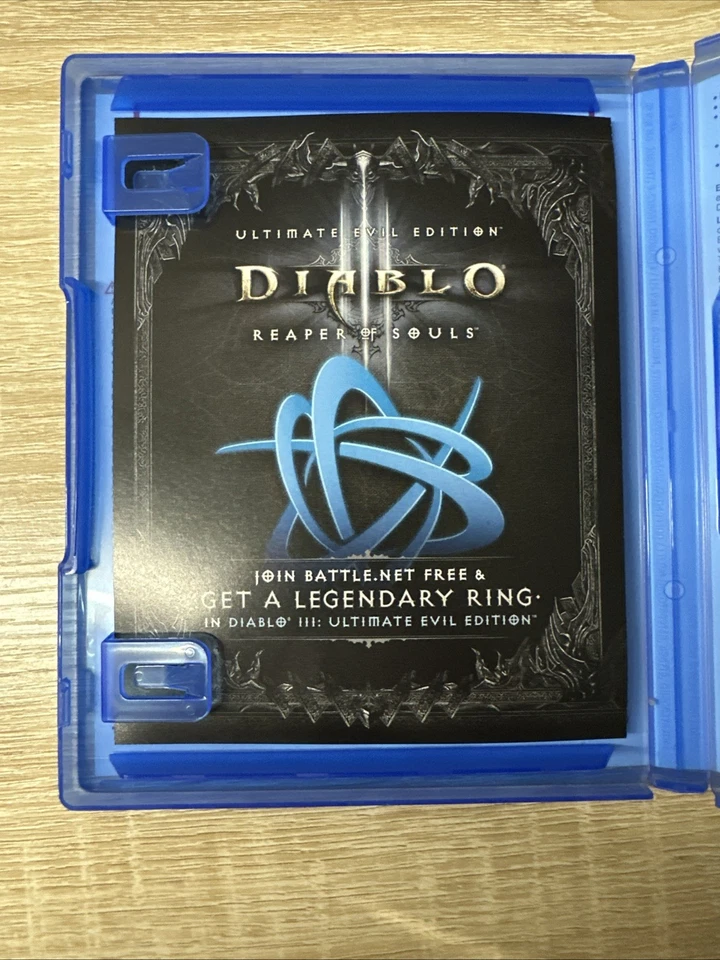 ULTIMATE EVIL EDITION™
DIABLO®
REAPER OF SOULS™
JOIN BATTLE.NET FREE &
GET A LEGENDARY RING•
IN DIABLO® III: ULTIMATE EVIL EDITION™